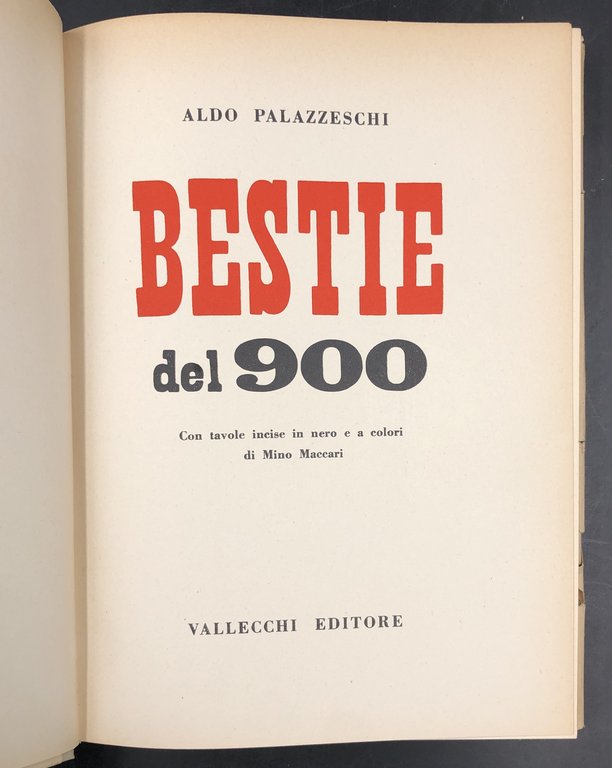 ALDO PALAZZESCHI
BESTIE
del 900
Con tavole incise in nero e a colori
di Mino Maccari
VALLECCHI EDITORE